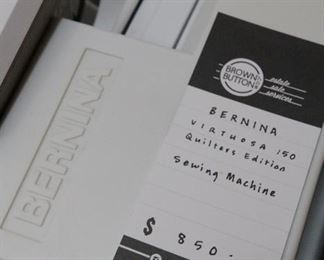 BERNINA
BROWN
BUTTON
estate
sale
services
BERNINA
VIRTUOSA 150
Quilters Edition
Sewing Machine
$ 850.-